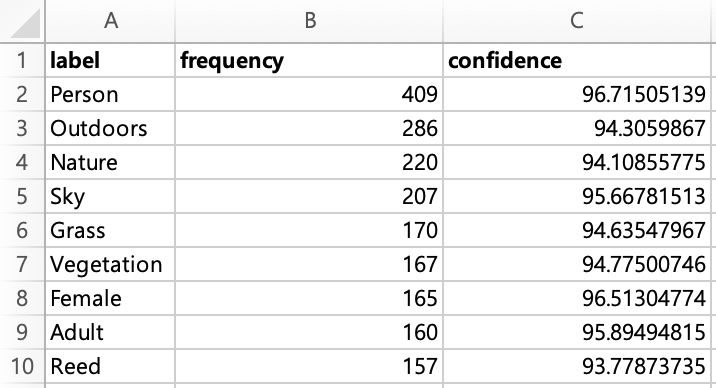 A B C
1 label frequency confidence
2 Person 409 96.71505139
3 Outdoors 286 94.3059867
4 Nature 220 94.10855775
5 Sky 207 95.66781513
6 Grass 170 94.63547967
7 Vegetation 167 94.77500746
8 Female 165 96.51304774
9 Adult 160 95.89494815
10 Reed 157 93.77873735